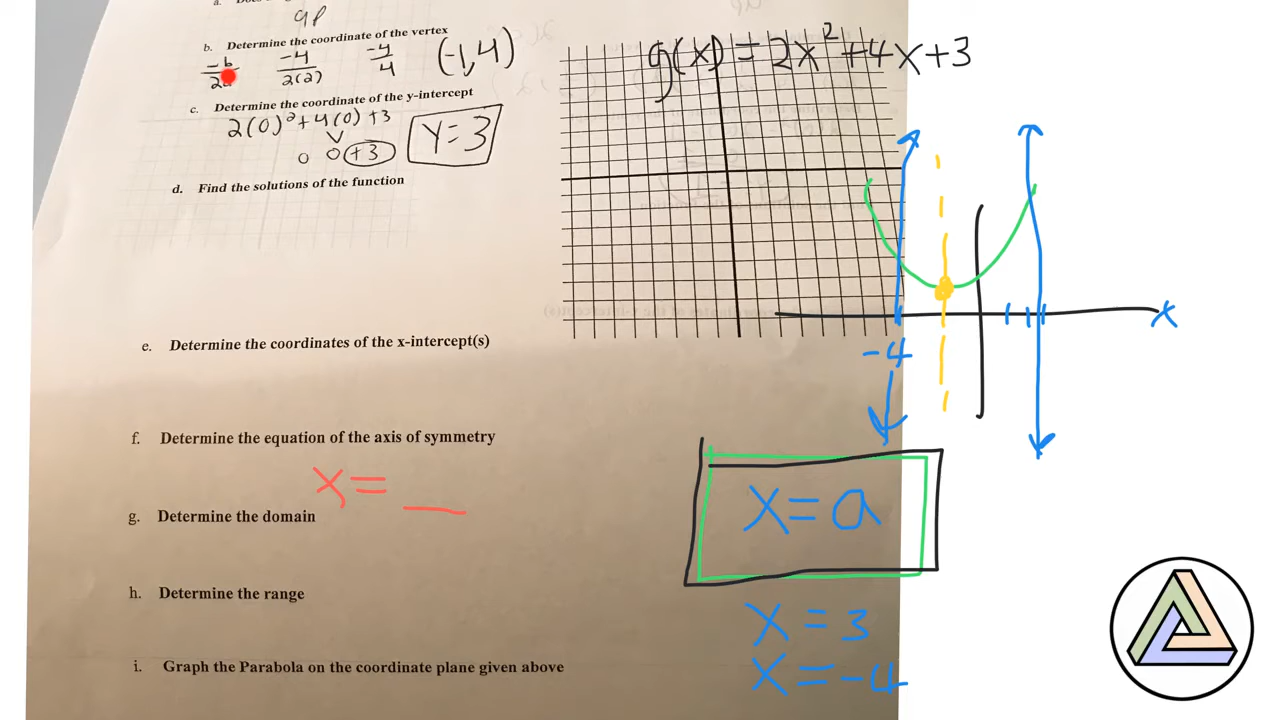 up
b. Determine the coordinate of the vertex
-b/2a -4/2(2) -4/4 (-1,4)
c. Determine the coordinate of the y-intercept
2(0)²+4(0)+3
0 0+3 Y=3
d. Find the solutions of the function
e. Determine the coordinates of the x-intercept(s)
f. Determine the equation of the axis of symmetry
x= __
g. Determine the domain
h. Determine the range
i. Graph the Parabola on the coordinate plane given above
g(x)=2x²+4x+3
x
-4
x=a
x=3
x=-4